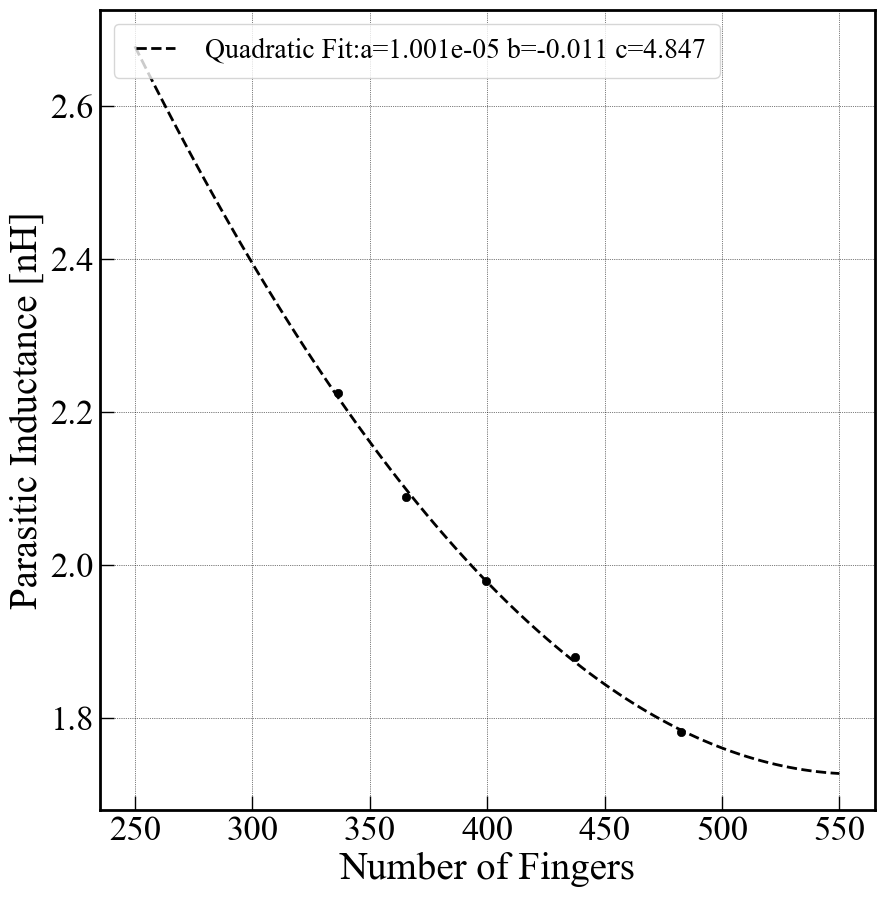 Quadratic Fit:a=1.001e-05 b=-0.011 c=4.847
2.6
2.4
2.2
2.0
1.8
Parasitic Inductance [nH]
250 300 350 400 450 500 550
Number of Fingers